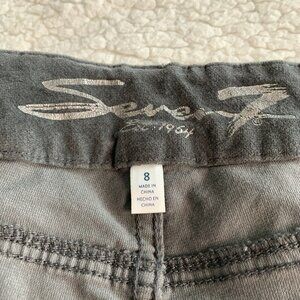 Seven7
Est. 1964
8
MADE IN
CHINA
HECHO EN
CHINA